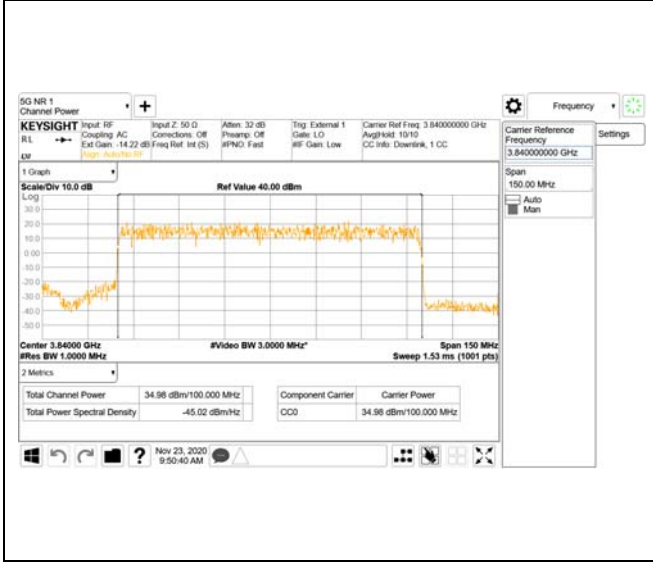 5G NR 1
Channel Power
+
Frequency
KEYSIGHT
Input: RF
Input Z: 50 Ω
Atten: 32 dB
Trig: External 1
Carrier Ref Freq: 3.840000000 GHz
RL
Coupling: AC
Corrections: Off
Preamp: Off
Gate: LO
Avg|Hold: 10/10
Ext Gain: -14.22 dB
Freq Ref: Int (S)
#PNO: Fast
#IF Gain: Low
CC Info: Downlink, 1 CC
Align: Auto/No RF
Carrier Reference
Frequency
3.840000000 GHz
Settings
Span
150.00 MHz
Auto
Man
1 Graph
Scale/Div 10.0 dB
Ref Value 40.00 dBm
Log
30.0
20.0
10.0
0.00
-10.0
-20.0
-30.0
-40.0
-50.0
Center 3.84000 GHz
#Video BW 3.0000 MHz*
Span 150 MHz
#Res BW 1.0000 MHz
Sweep 1.53 ms (1001 pts)
2 Metrics
Total Channel Power
34.98 dBm/100.000 MHz
Component Carrier
Carrier Power
Total Power Spectral Density
-45.02 dBm/Hz
CC0
34.98 dBm/100.000 MHz
?
Nov 23, 2020
9:50:40 AM